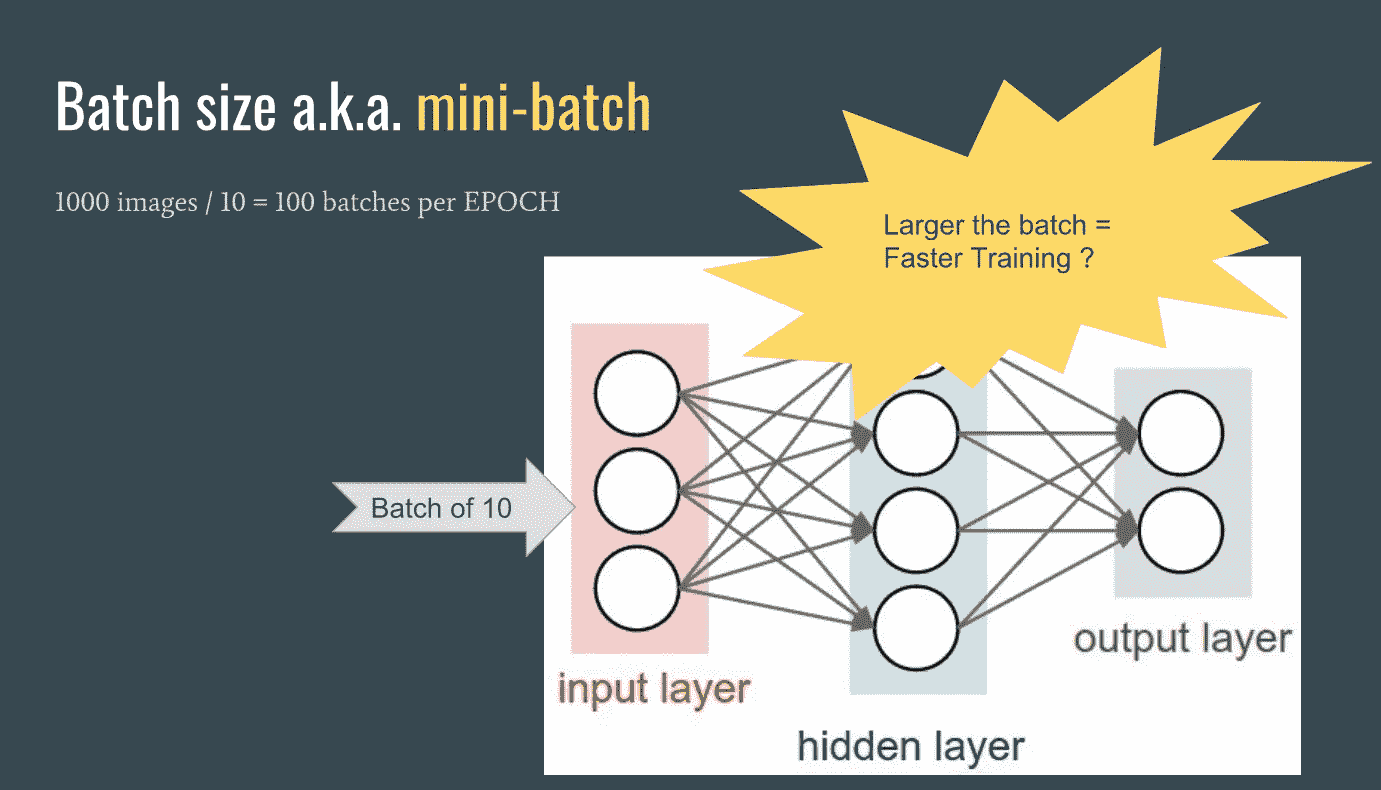 Batch size a.k.a. mini-batch
1000 images / 10 = 100 batches per EPOCH
Larger the batch =
Faster Training ?
Batch of 10
input layer
hidden layer
output layer